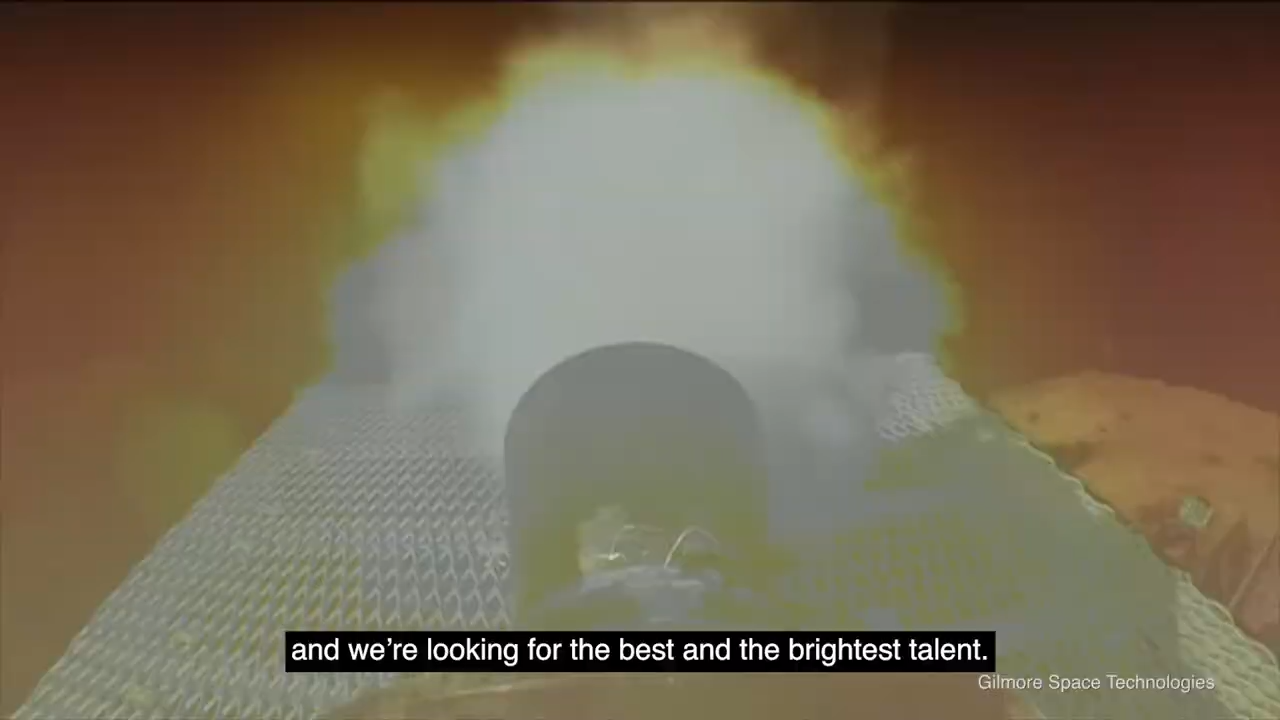 and we’re looking for the best and the brightest talent.
Gilmore Space Technologies